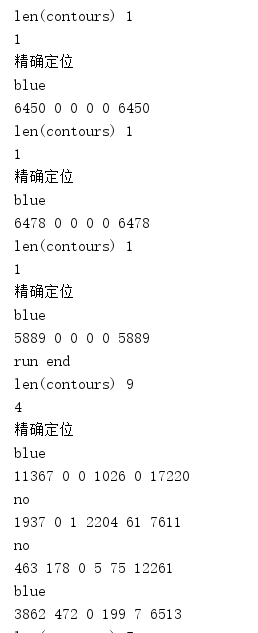 len(contours) 1
1
精确定位
blue
6450 0 0 0 0 6450
len(contours) 1
1
精确定位
blue
6478 0 0 0 0 6478
len(contours) 1
1
精确定位
blue
5889 0 0 0 0 5889
run end
len(contours) 9
4
精确定位
blue
11367 0 0 1026 0 17220
no
1937 0 1 2204 61 7611
no
463 178 0 5 75 12261
blue
3862 472 0 199 7 6513